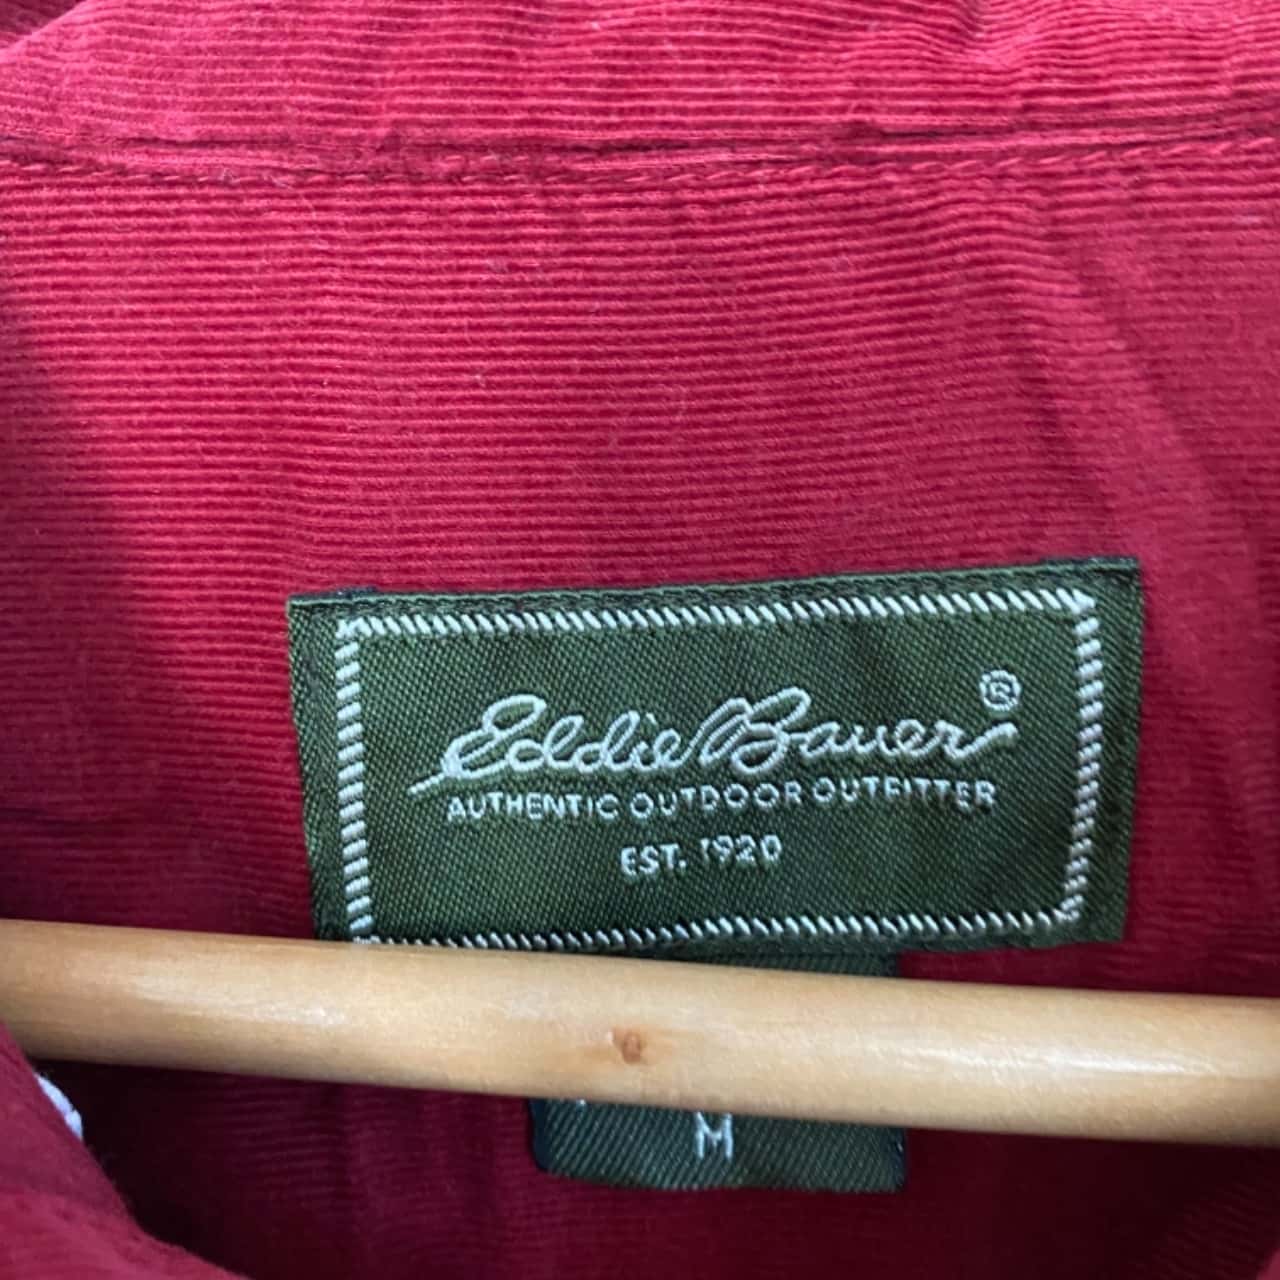 Eddie Bauer®
AUTHENTIC OUTDOOR OUTFITTER
EST. 1920
M